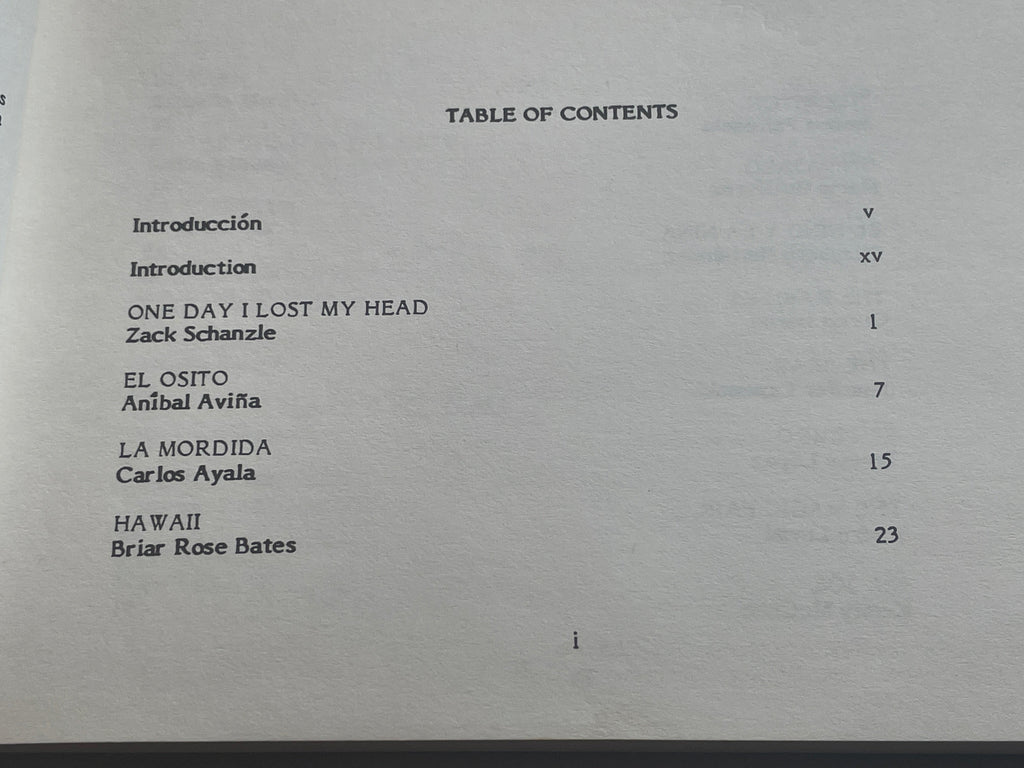 TABLE OF CONTENTS
Introducción v
Introduction xv
ONE DAY I LOST MY HEAD
Zack Schanzle 1
EL OSITO
Aníbal Aviña 7
LA MORDIDA
Carlos Ayala 15
HAWAII
Briar Rose Bates 23
i